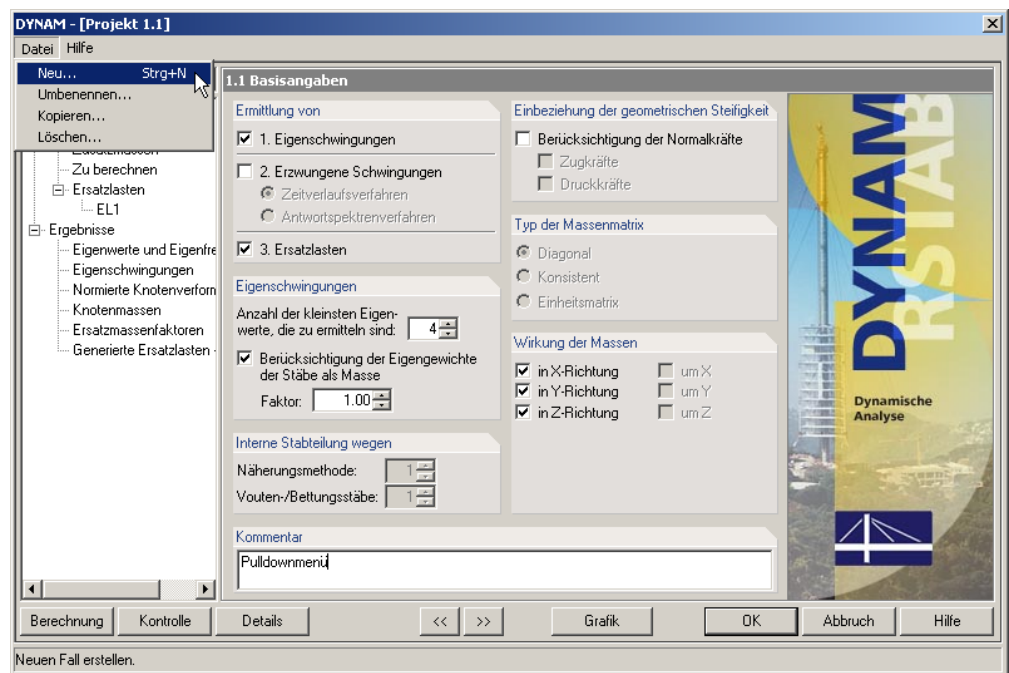 DYNAM - [Projekt 1.1]
Datei Hilfe
Neu... Strg+N
Umbenennen...
Kopieren...
Löschen...
Zu berechnen
Ersatzlasten
EL1
Ergebnisse
Eigenwerte und Eigenfre
Eigenschwingungen
Normierte Knotenverforn
Knotenmassen
Ersatzmassenfaktoren
Generierte Ersatzlasten -
1.1 Basisangaben
Ermittlung von
1. Eigenschwingungen
2. Erzwungene Schwingungen
Zeitverlaufsverfahren
Antwortspektrenverfahren
3. Ersatzlasten
Eigenschwingungen
Anzahl der kleinsten Eigen-
werte, die zu ermitteln sind: 4
Berücksichtigung der Eigengewichte
der Stäbe als Masse
Faktor: 1.00
Interne Stabteilung wegen
Näherungsmethode: 1
Vouten-/Bettungsstäbe: 1
Einbeziehung der geometrischen Steifigkeit
Berücksichtigung der Normalkräfte
Zugkräfte
Druckkräfte
Typ der Massenmatrix
Diagonal
Konsistent
Einheitsmatrix
Wirkung der Massen
in X-Richtung um X
in Y-Richtung um Y
in Z-Richtung um Z
Kommentar
Pulldownmenü
DYNAM
RSTAB
Dynamische
Analyse
Berechnung Kontrolle Details << >> Grafik OK Abbruch Hilfe
Neuen Fall erstellen.